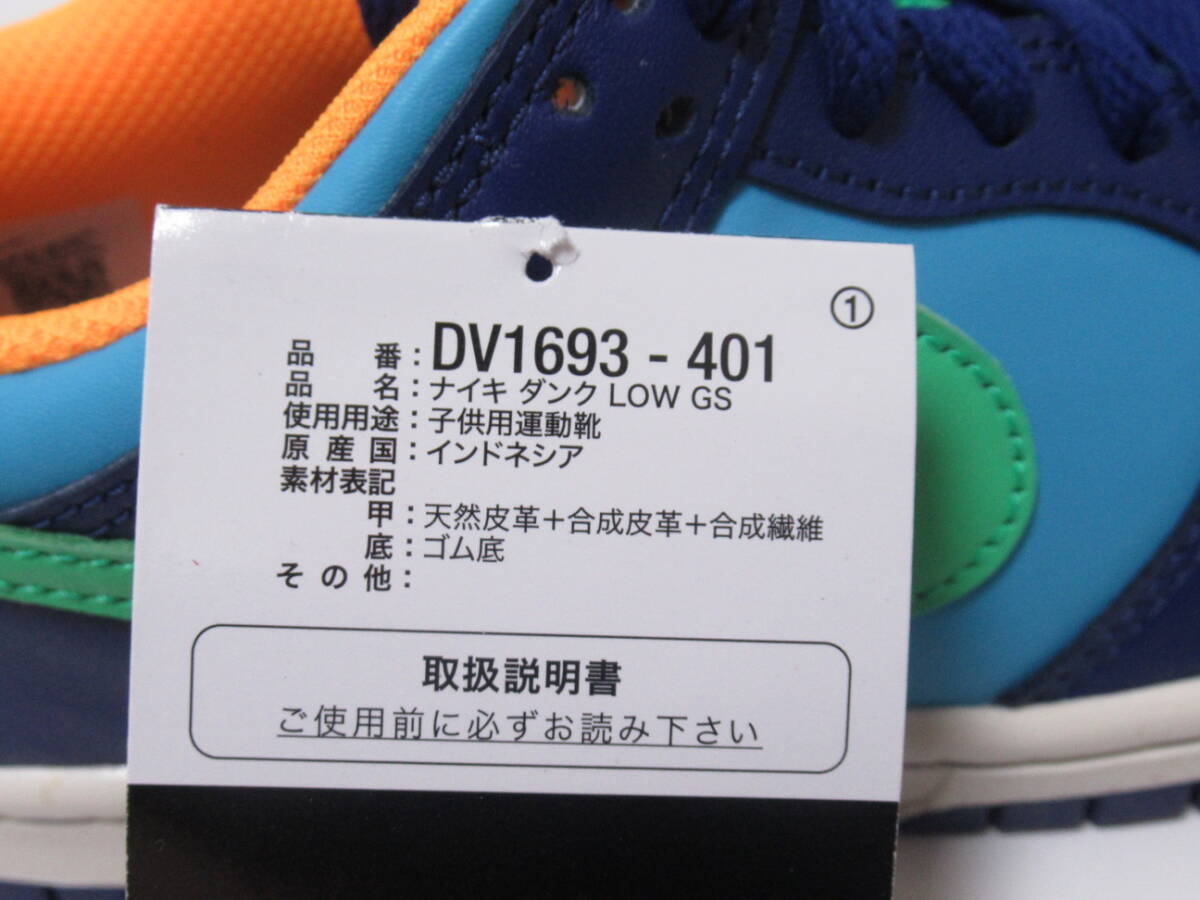 ①
品　番：DV1693 - 401
品　名：ナイキ ダンク LOW GS
使用用途：子供用運動靴
原 産 国：インドネシア
素材表記
甲：天然皮革＋合成皮革＋合成繊維
底：ゴム底
そ の 他：
取扱説明書
ご使用前に必ずお読み下さい